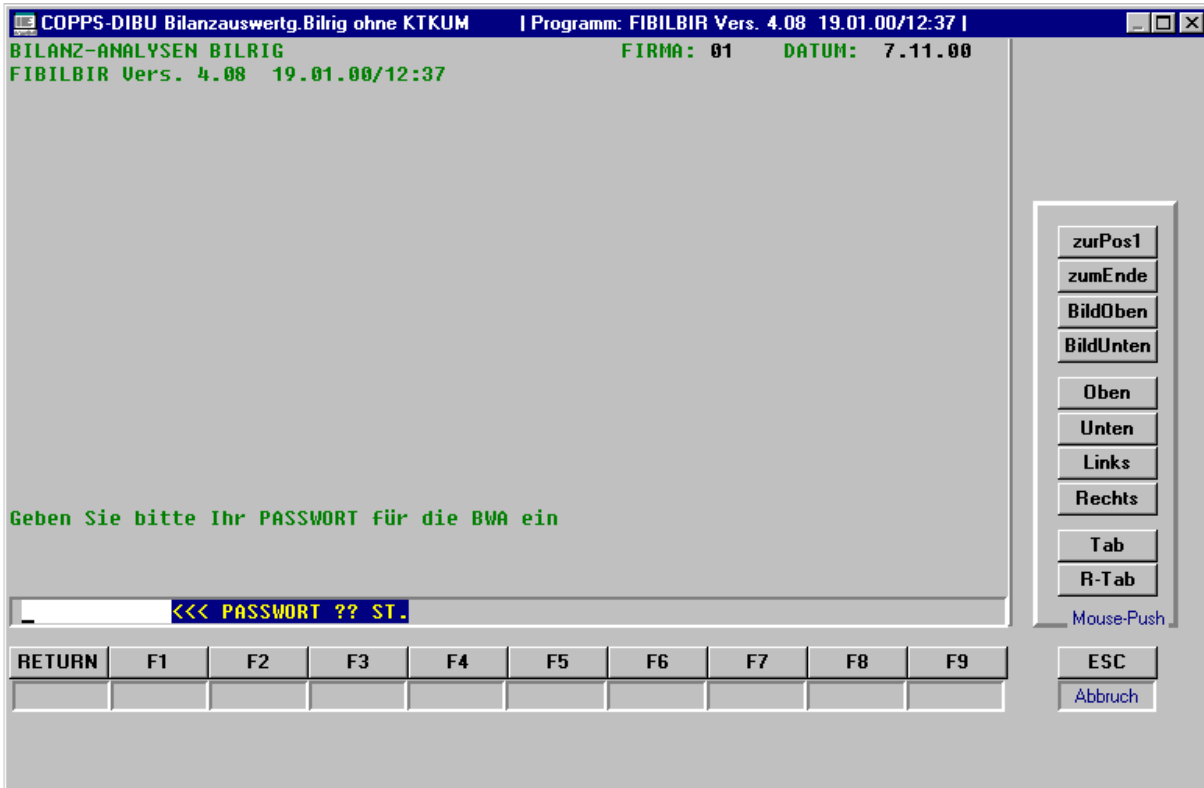 COPPS-DIBU Bilanzauswertg.Bilrig ohne KTKUM | Programm: FIBILBIR Vers. 4.08 19.01.00/12:37 |
BILANZ-ANALYSEN BILRIG FIRMA: 01 DATUM: 7.11.00
FIBILBIR Vers. 4.08 19.01.00/12:37
zurPos1
zumEnde
BildOben
BildUnten
Oben
Unten
Links
Rechts
Tab
R-Tab
Mouse-Push
Geben Sie bitte Ihr PASSWORT für die BWA ein
<<< PASSWORT ?? ST.
RETURN F1 F2 F3 F4 F5 F6 F7 F8 F9 ESC
Abbruch